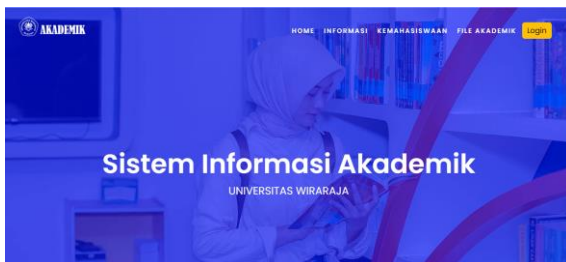 AKADEMIK
HOME INFORMASI KEMAHASISWAAN FILE AKADEMIK Login
Sistem Informasi Akademik
UNIVERSITAS WIRARAJA